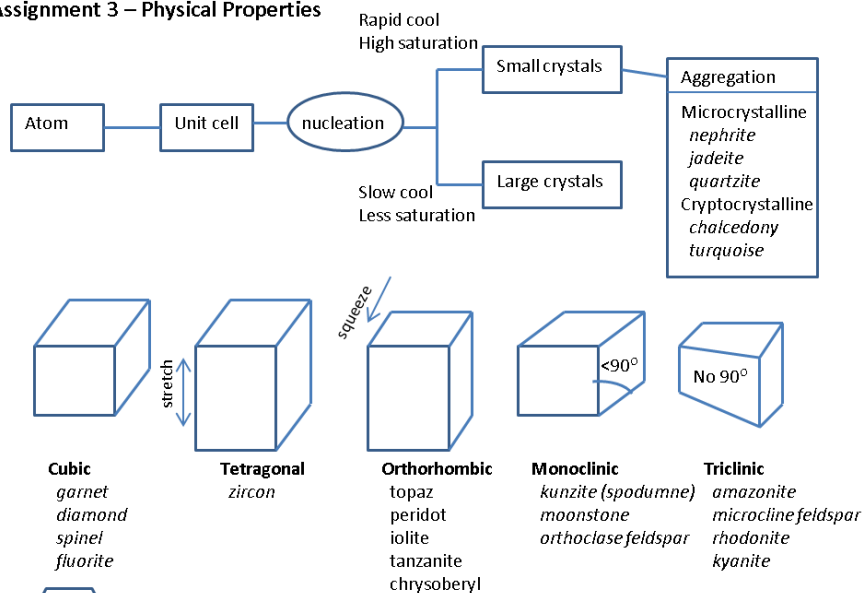 Assignment 3 – Physical Properties
Rapid cool
High saturation
Small crystals
Aggregation
Microcrystalline
nephrite
jadeite
quartzite
Cryptocrystalline
chalcedony
turquoise
Atom
Unit cell
nucleation
Large crystals
Slow cool
Less saturation
stretch
squeeze
<90°
No 90°
Cubic
garnet
diamond
spinel
fluorite
Tetragonal
zircon
Orthorhombic
topaz
peridot
iolite
tanzanite
chrysoberyl
Monoclinic
kunzite (spodumne)
moonstone
orthoclase feldspar
Triclinic
amazonite
microcline feldspar
rhodonite
kyanite